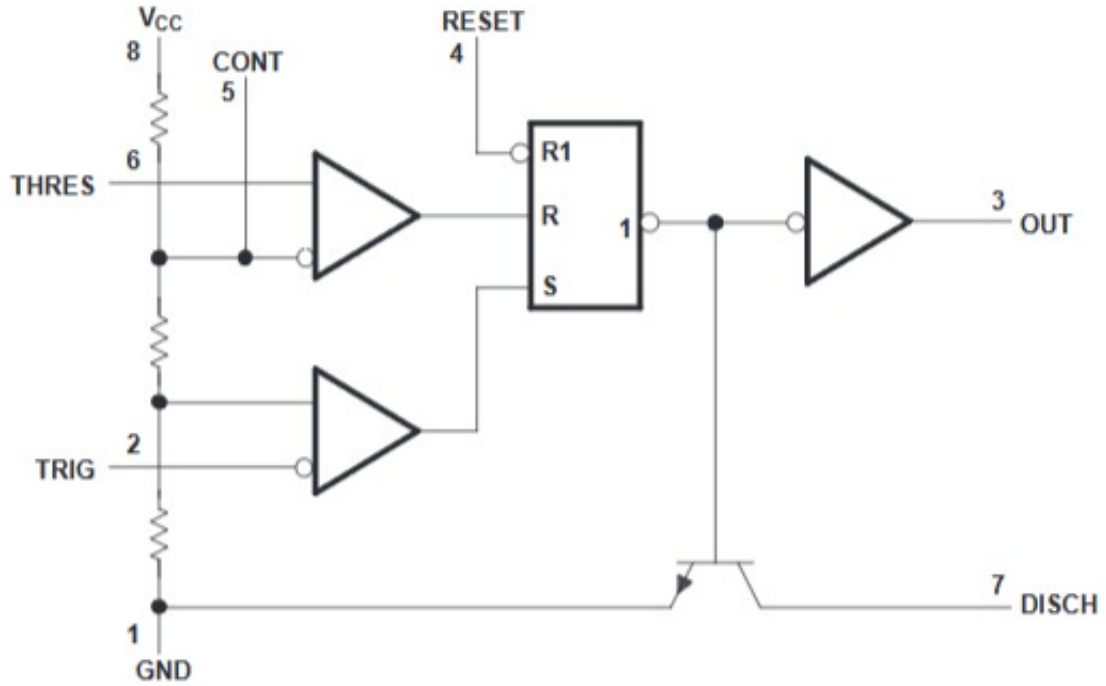 VCC
8
CONT
5
RESET
4
6
THRES
R1
R
1
S
3
OUT
2
TRIG
7
DISCH
1
GND